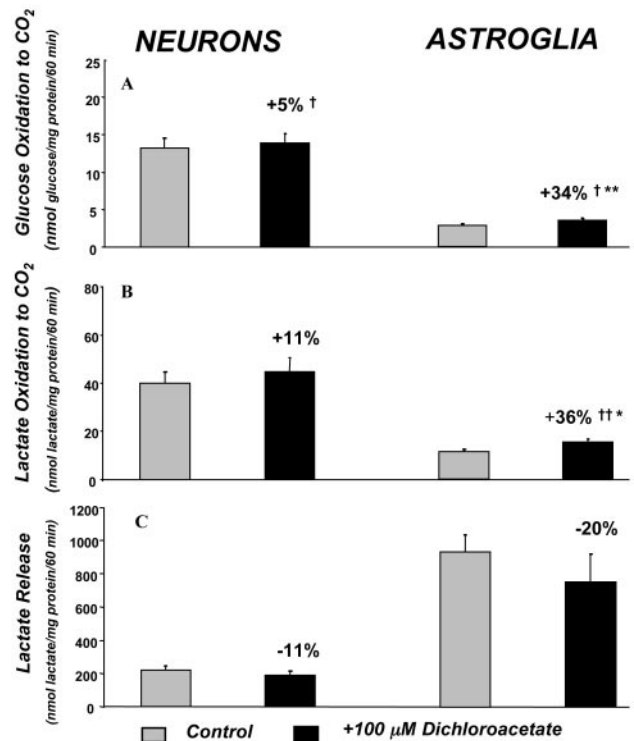 NEURONS ASTROGLIA
Glucose Oxidation to CO₂
(nmol glucose/mg protein/60 min)
A
25
20
15
10
5
0
+5% †
+34% † **
Lactate Oxidation to CO₂
(nmol lactate/mg protein/60 min)
B
80
60
40
20
0
+11%
+36% †† *
Lactate Release
(nmol lactate/mg protein/60 min)
C
1200
1000
800
600
400
200
0
-11%
-20%
Control +100 μM Dichloroacetate